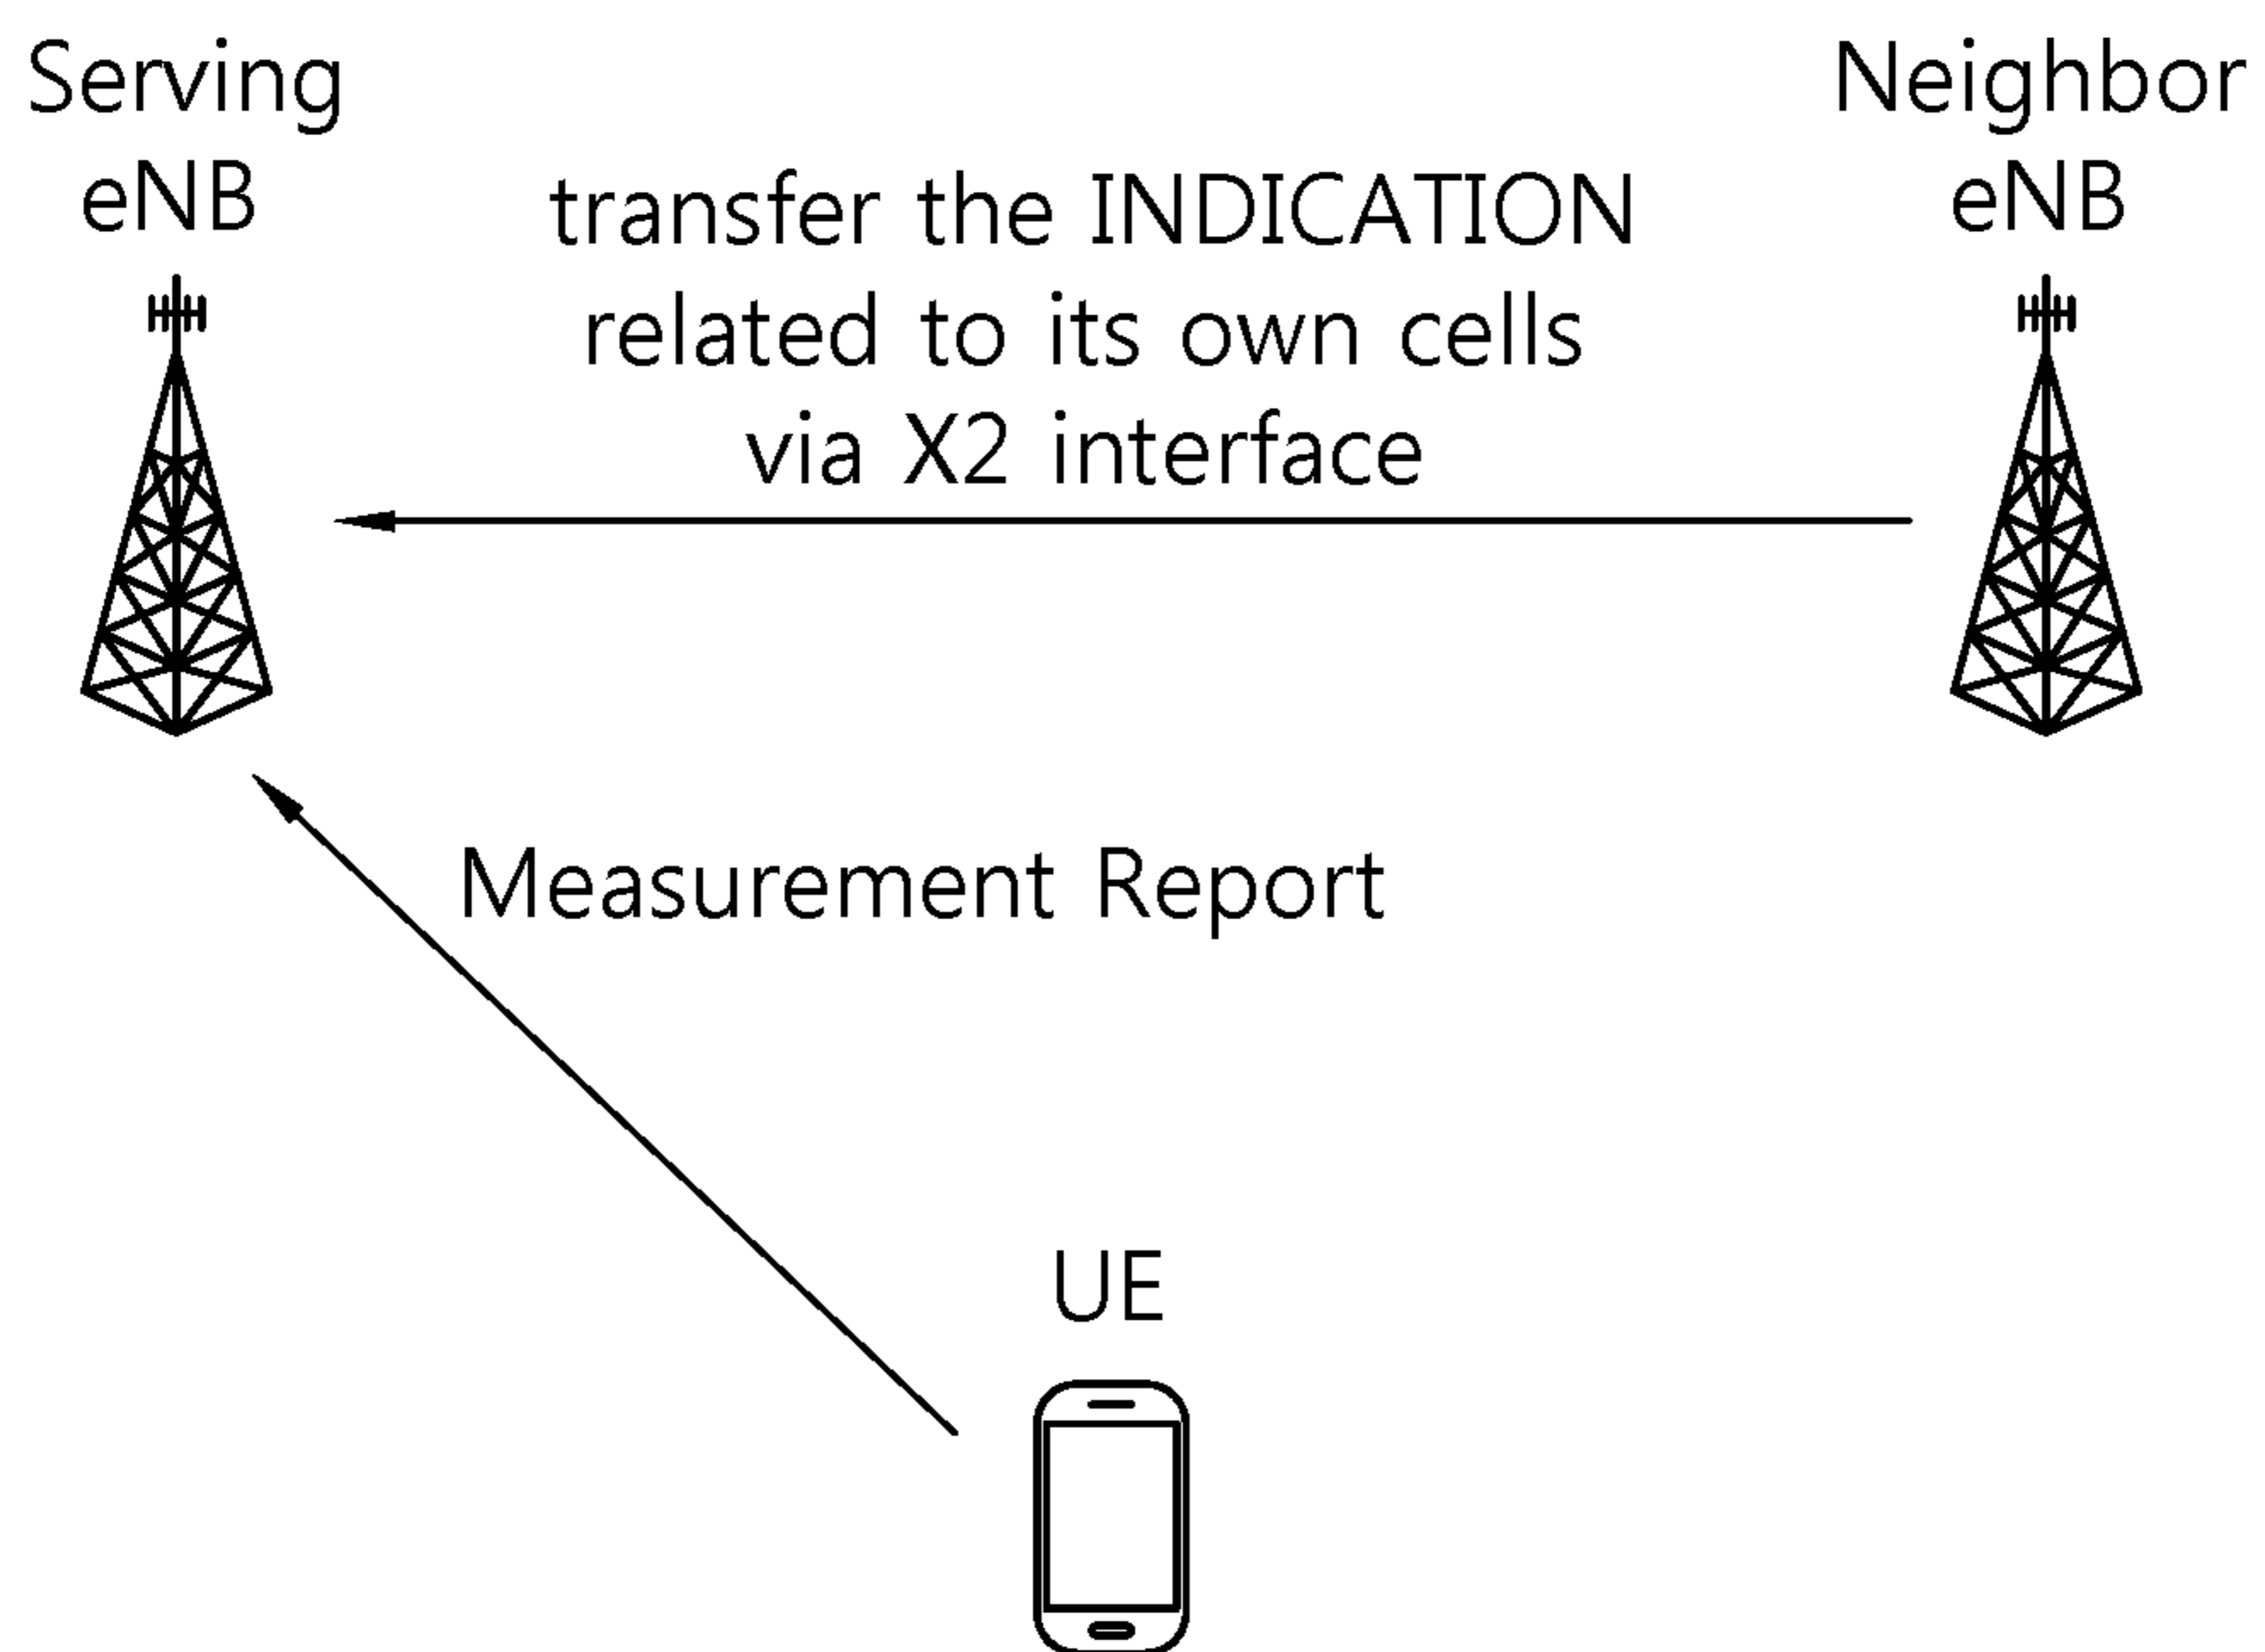 Serving
eNB
Neighbor
eNB
transfer the INDICATION
related to its own cells
via X2 interface
Measurement Report
UE